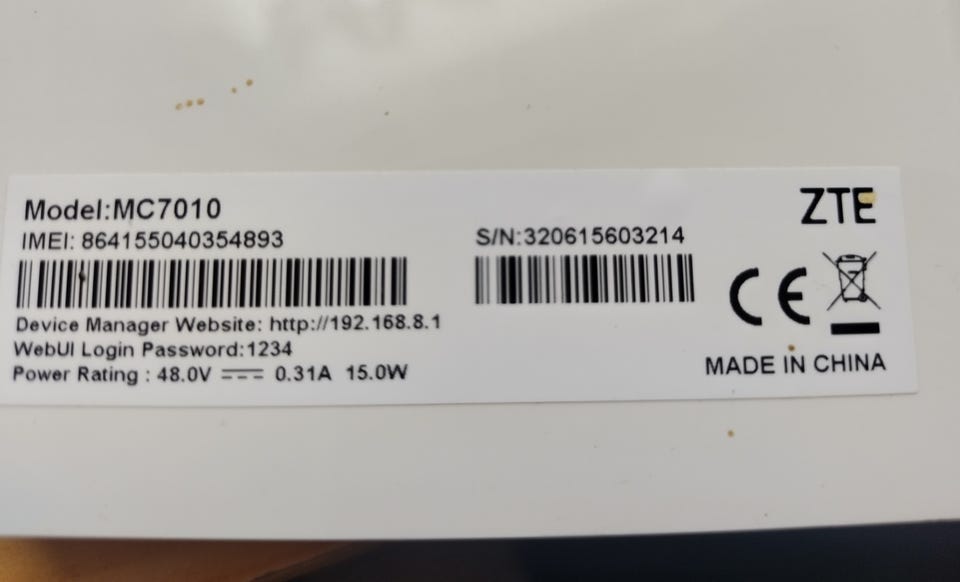 Model:MC7010
IMEI: 864155040354893
Device Manager Website: http://192.168.8.1
WebUI Login Password:1234
Power Rating : 48.0V ⎓ 0.31A 15.0W
S/N:320615603214
ZTE
CE
MADE IN CHINA